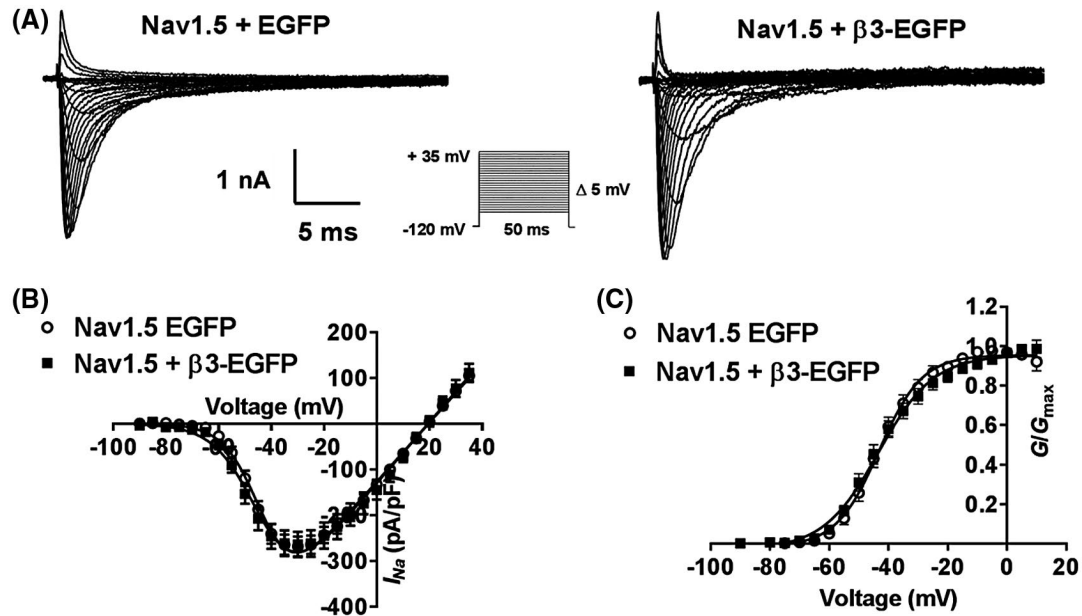 (A)
Nav1.5 + EGFP
Nav1.5 + β3-EGFP
1 nA
5 ms
+ 35 mV
Δ 5 mV
-120 mV
50 ms
(B)
Nav1.5 EGFP
Nav1.5 + β3-EGFP
Voltage (mV)
200
100
-100
-200
-300
-400
-100 -80 -60 -40 -20 20 40
INa (pA/pF)
(C)
Nav1.5 EGFP
Nav1.5 + β3-EGFP
1.2
1.0
0.8
0.6
0.4
0.2
G/Gmax
-100 -80 -60 -40 -20 0 20
Voltage (mV)